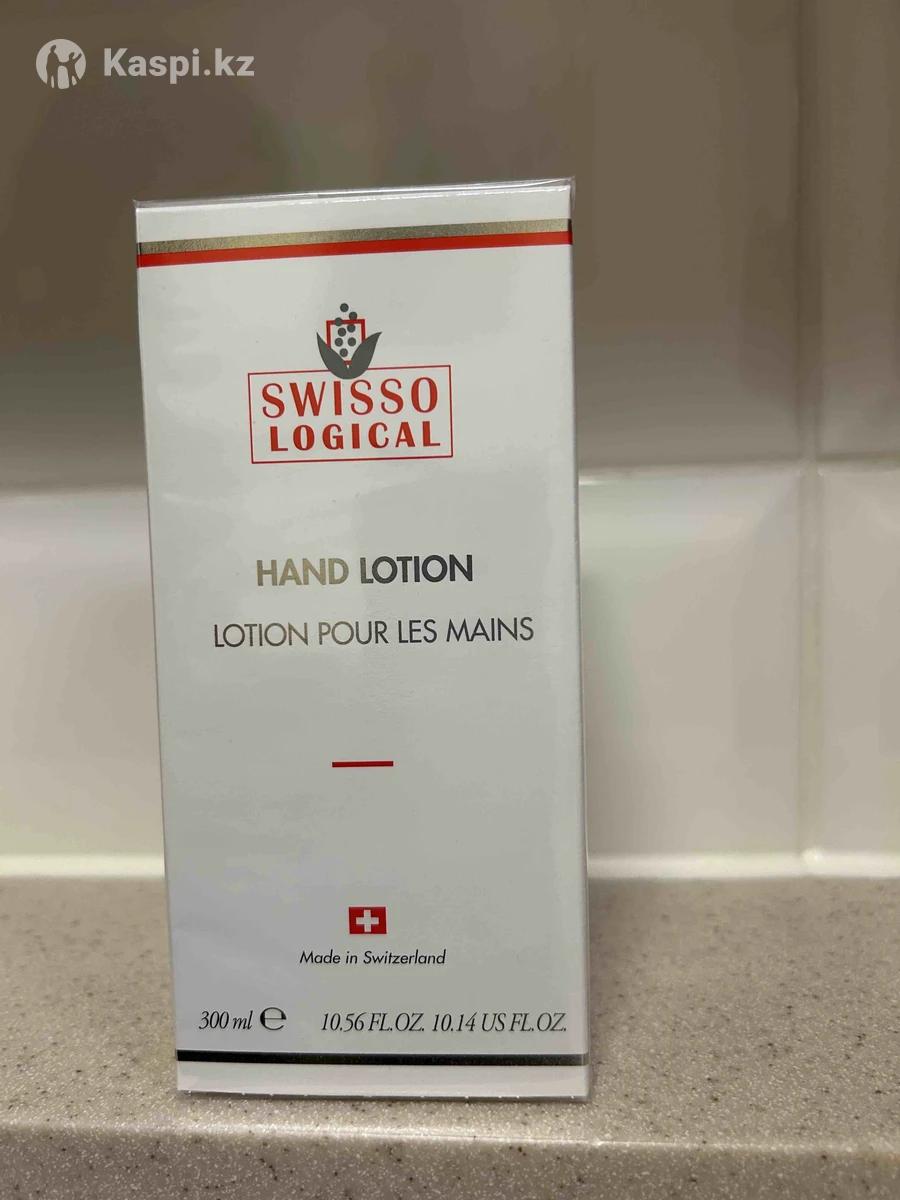 Kaspi.kz
SWISSO
LOGICAL
HAND LOTION
LOTION POUR LES MAINS
Made in Switzerland
300 ml ℮ 10.56 FL.OZ. 10.14 US FL.OZ.